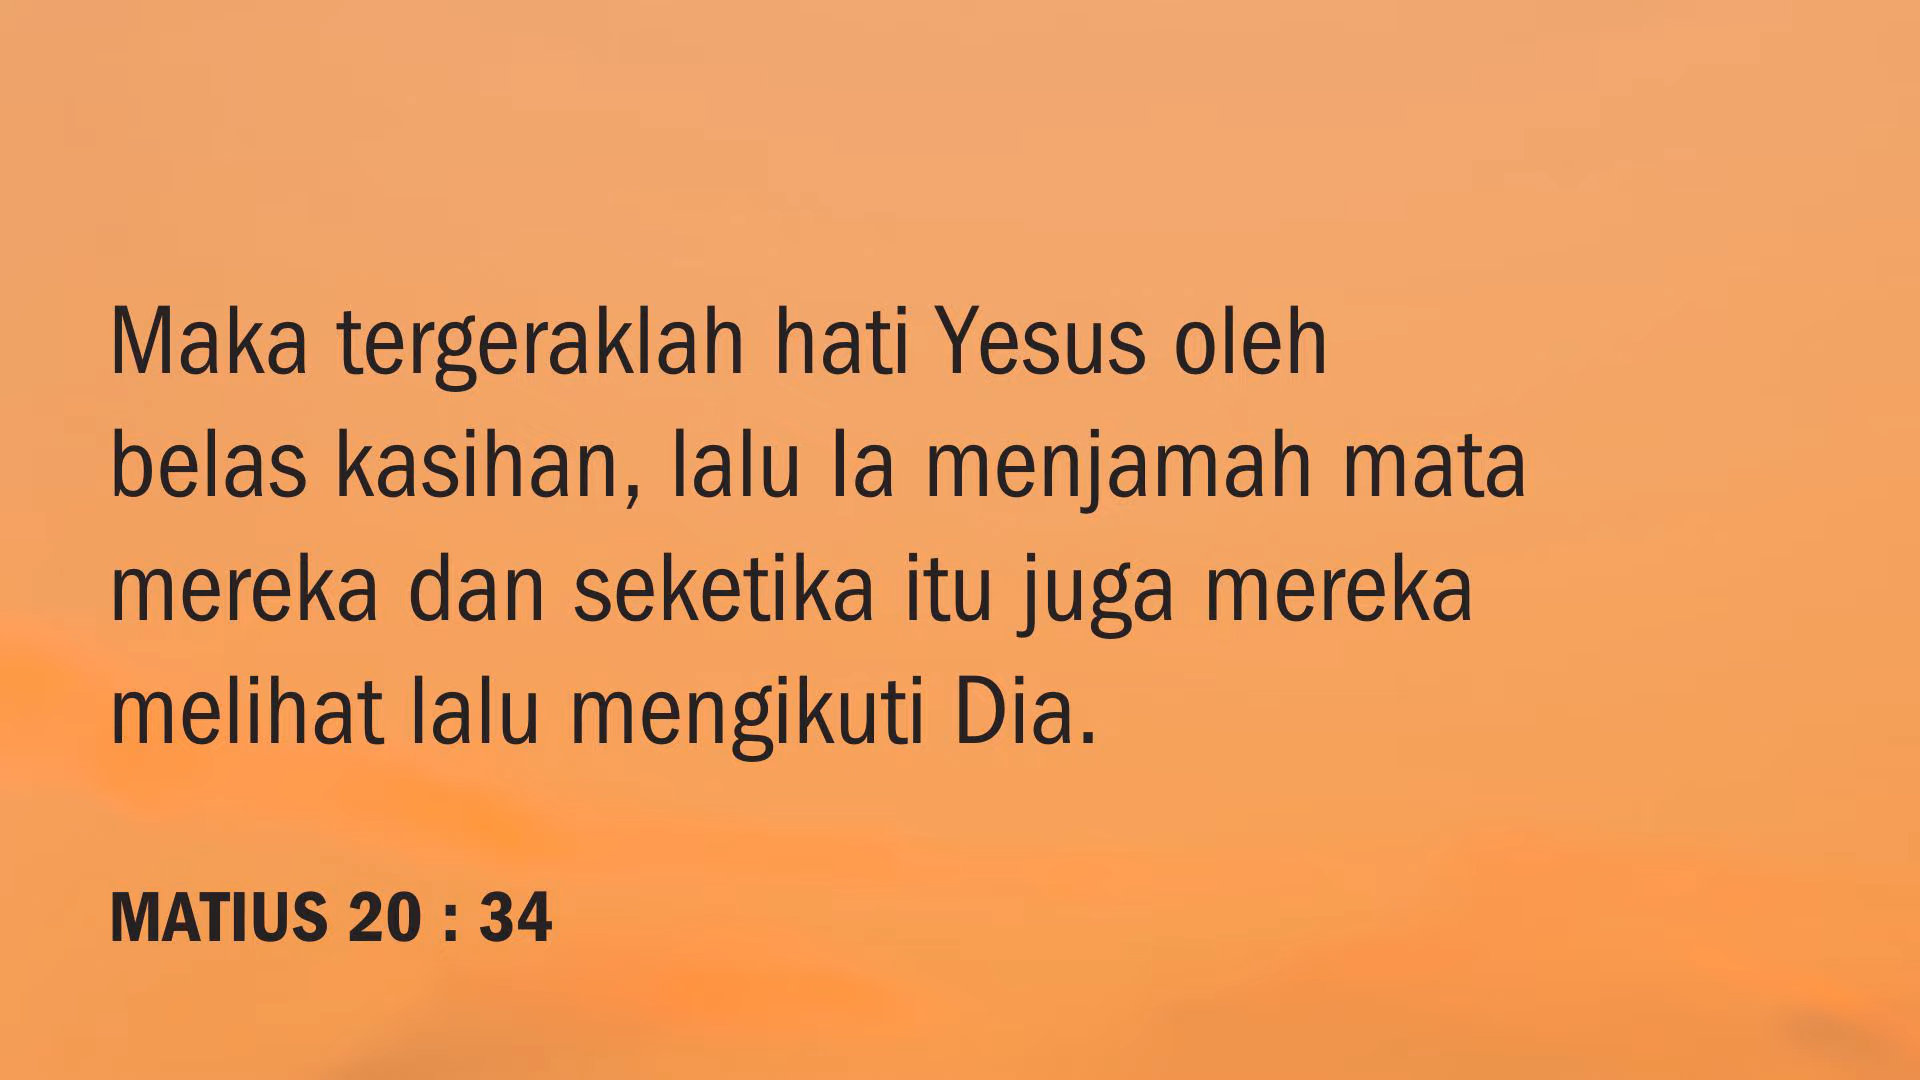 Maka tergeraklah hati Yesus oleh
belas kasihan, lalu Ia menjamah mata
mereka dan seketika itu juga mereka
melihat lalu mengikuti Dia.
MATIUS 20 : 34